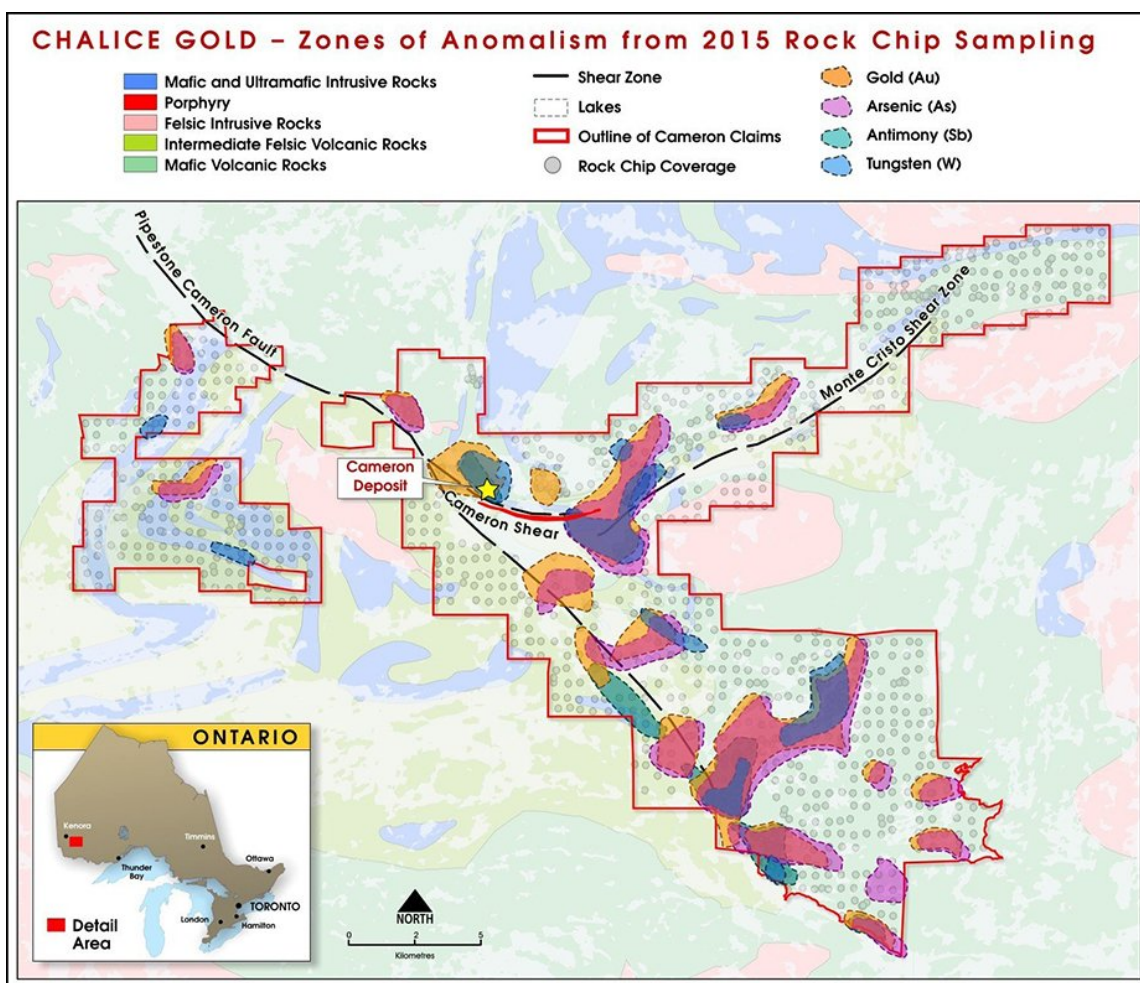 CHALICE GOLD – Zones of Anomalism from 2015 Rock Chip Sampling
Mafic and Ultramafic Intrusive Rocks
Porphyry
Felsic Intrusive Rocks
Intermediate Felsic Volcanic Rocks
Mafic Volcanic Rocks
Shear Zone
Lakes
Outline of Cameron Claims
Rock Chip Coverage
Gold (Au)
Arsenic (As)
Antimony (Sb)
Tungsten (W)
Pipestone Cameron Fault
Monte Cristo Shear Zone
Cameron
Deposit
Cameron Shear
ONTARIO
Kenora
Timmins
Thunder
Bay
Ottawa
TORONTO
London
Hamilton
Detail
Area
NORTH
0 2 5
Kilometres